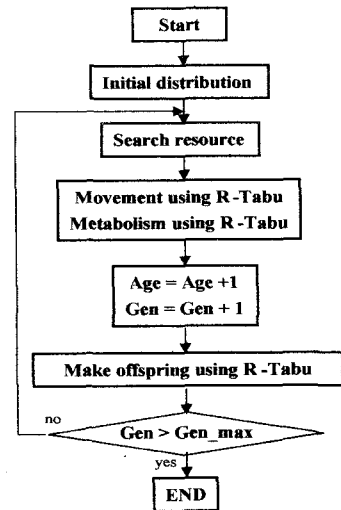 Start
Initial distribution
Search resource
Movement using R-Tabu
Metabolism using R-Tabu
Age = Age +1
Gen = Gen + 1
Make offspring using R-Tabu
no
Gen > Gen_max
yes
END